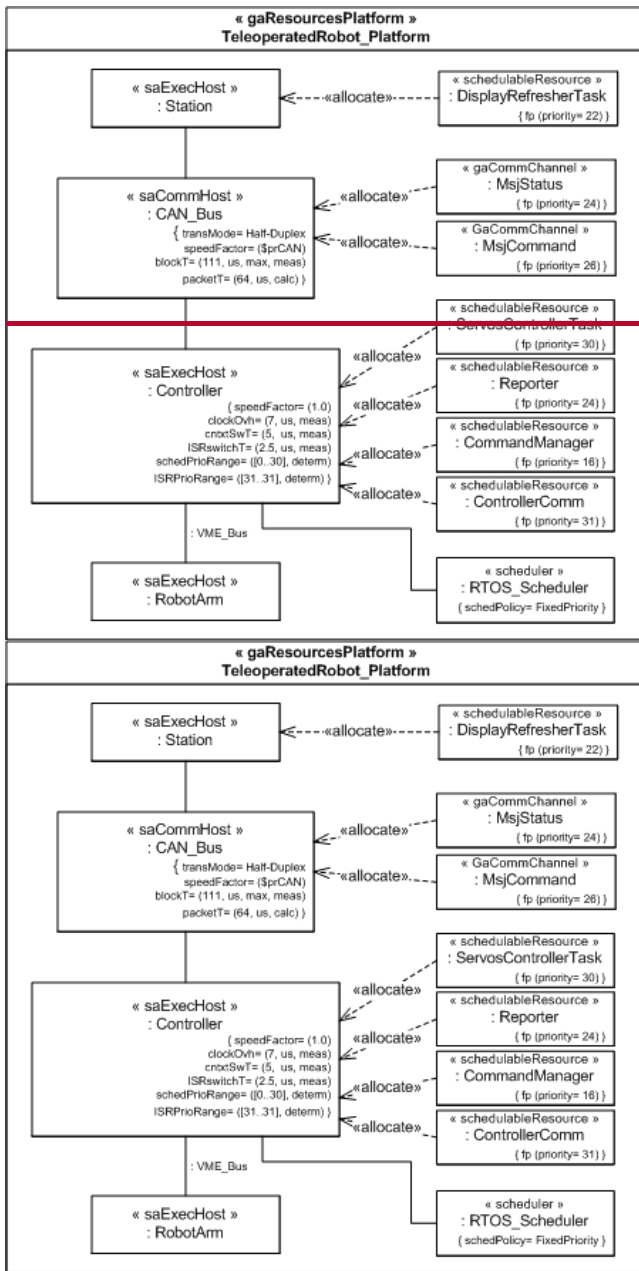 « gaResourcesPlatform »
TeleoperatedRobot_Platform
« saExecHost »
: Station
«allocate»
« schedulableResource »
: DisplayRefresherTask
{ fp (priority= 22) }
« saCommHost »
: CAN_Bus
{ transMode= Half-Duplex
speedFactor= ($prCAN)
blockT= (111, us, max, meas)
packetT= (64, us, calc) }
«allocate»
« gaCommChannel »
: MsjStatus
{ fp (priority= 24) }
«allocate»
« GaCommChannel »
: MsjCommand
{ fp (priority= 26) }
« saExecHost »
: Controller
{ speedFactor= (1.0)
clockOvh= (7, us, meas)
cntxtSwT= (5, us, meas)
ISRswitchT= (2.5, us, meas)
schedPrioRange= ([0..30], determ)
ISRPrioRange= ([31..31], determ) }
«allocate»
« schedulableResource »
: ServosControllerTask
{ fp (priority= 30) }
«allocate»
« schedulableResource »
: Reporter
{ fp (priority= 24) }
«allocate»
« schedulableResource »
: CommandManager
{ fp (priority= 16) }
«allocate»
« schedulableResource »
: ControllerComm
{ fp (priority= 31) }
: VME_Bus
« saExecHost »
: RobotArm
« scheduler »
: RTOS_Scheduler
{ schedPolicy= FixedPriority }
« gaResourcesPlatform »
TeleoperatedRobot_Platform
« saExecHost »
: Station
«allocate»
« schedulableResource »
: DisplayRefresherTask
{ fp (priority= 22) }
« saCommHost »
: CAN_Bus
{ transMode= Half-Duplex
speedFactor= ($prCAN)
blockT= (111, us, max, meas)
packetT= (64, us, calc) }
«allocate»
« gaCommChannel »
: MsjStatus
{ fp (priority= 24) }
«allocate»
« GaCommChannel »
: MsjCommand
{ fp (priority= 26) }
« saExecHost »
: Controller
{ speedFactor= (1.0)
clockOvh= (7, us, meas)
cntxtSwT= (5, us, meas)
ISRswitchT= (2.5, us, meas)
schedPrioRange= ([0..30], determ)
ISRPrioRange= ([31..31], determ) }
«allocate»
« schedulableResource »
: ServosControllerTask
{ fp (priority= 30) }
«allocate»
« schedulableResource »
: Reporter
{ fp (priority= 24) }
«allocate»
« schedulableResource »
: CommandManager
{ fp (priority= 16) }
«allocate»
« schedulableResource »
: ControllerComm
{ fp (priority= 31) }
: VME_Bus
« saExecHost »
: RobotArm
« scheduler »
: RTOS_Scheduler
{ schedPolicy= FixedPriority }